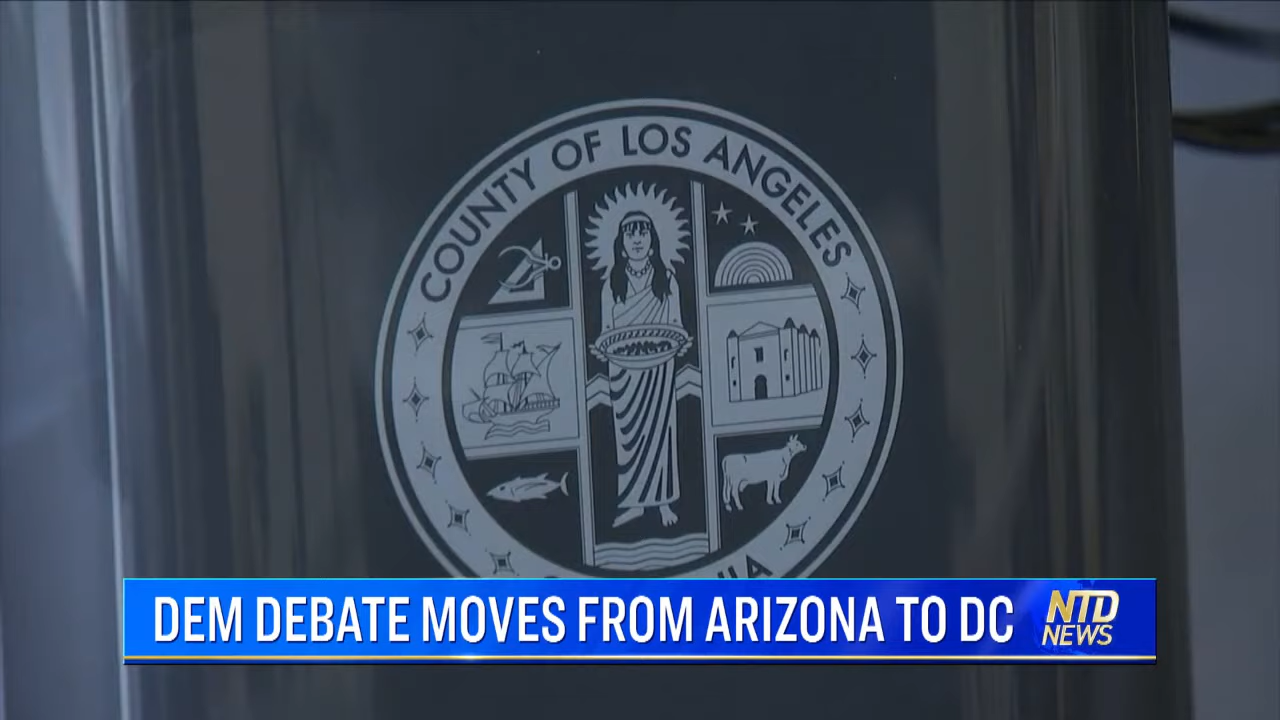 COUNTY OF LOS ANGELES
DEM DEBATE MOVES FROM ARIZONA TO DC
NTD
NEWS